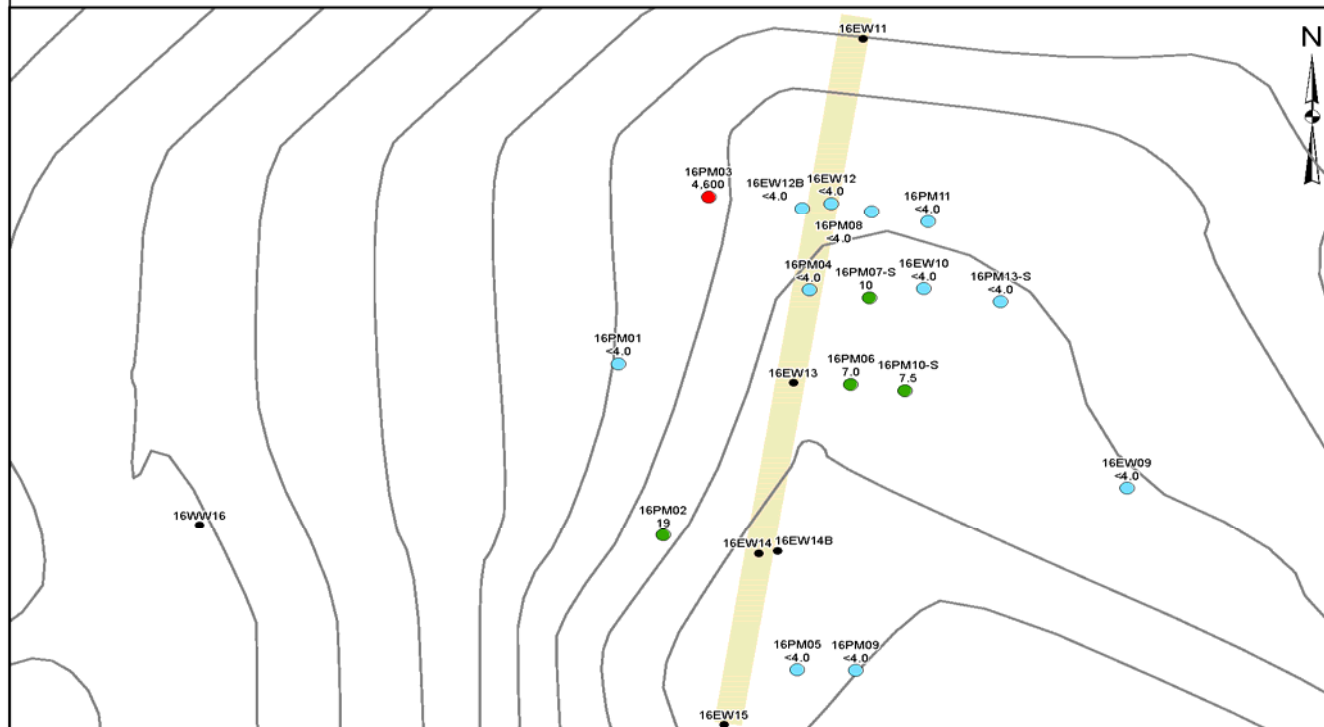 16EW11
N
16PM03
4,600
16EW12B
<4.0
16EW12
<4.0
16PM11
<4.0
16PM08
<4.0
16PM04
<4.0
16PM07-S
10
16EW10
<4.0
16PM13-S
<4.0
16PM01
<4.0
16EW13
16PM06
7.0
16PM10-S
7.5
16EW09
<4.0
16WW16
16PM02
19
16EW14
16EW14B
16PM05
<4.0
16PM09
<4.0
16EW15